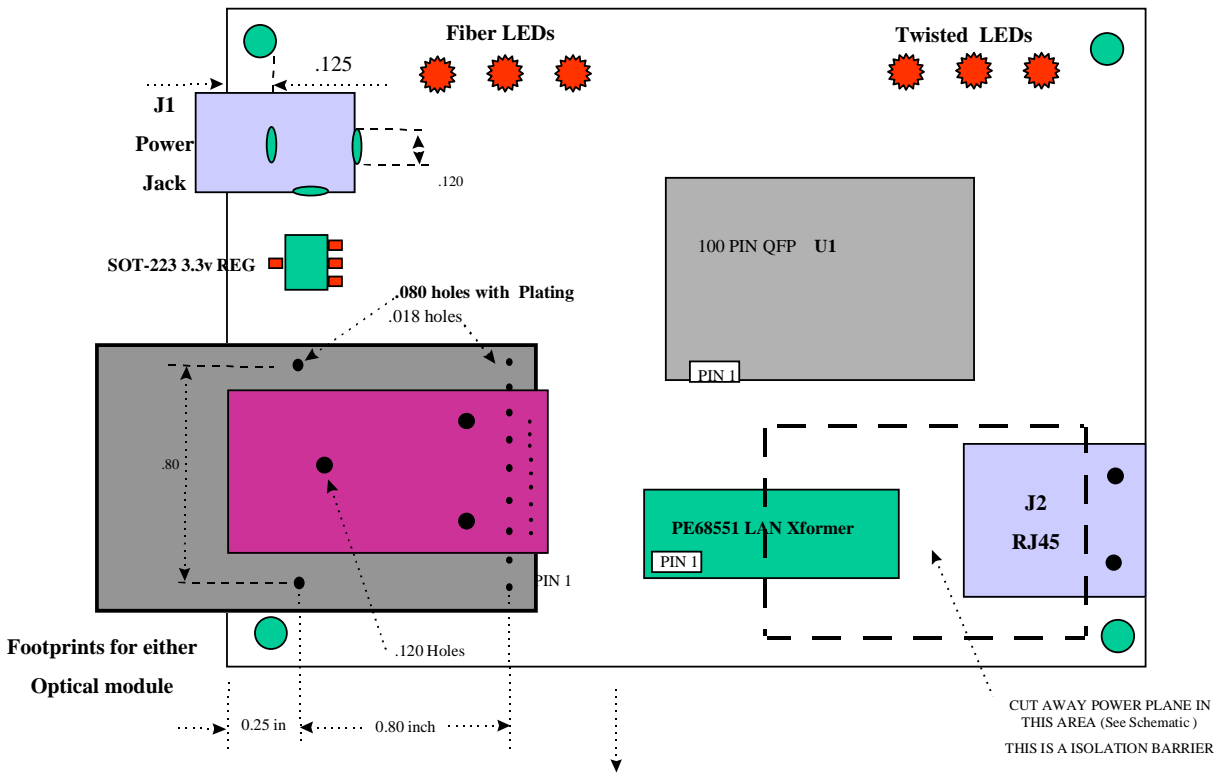 Fiber LEDs
Twisted  LEDs
.125
J1
Power
Jack
.120
100 PIN QFP  U1
SOT-223 3.3v REG
.080 holes with  Plating
.018 holes
PIN 1
.80
J2
RJ45
PE68551 LAN Xformer
PIN 1
PIN 1
.120 Holes
Footprints for either
Optical module
0.25 in
0.80 inch
CUT AWAY POWER PLANE IN
THIS AREA (See Schematic )
THIS IS A ISOLATION BARRIER